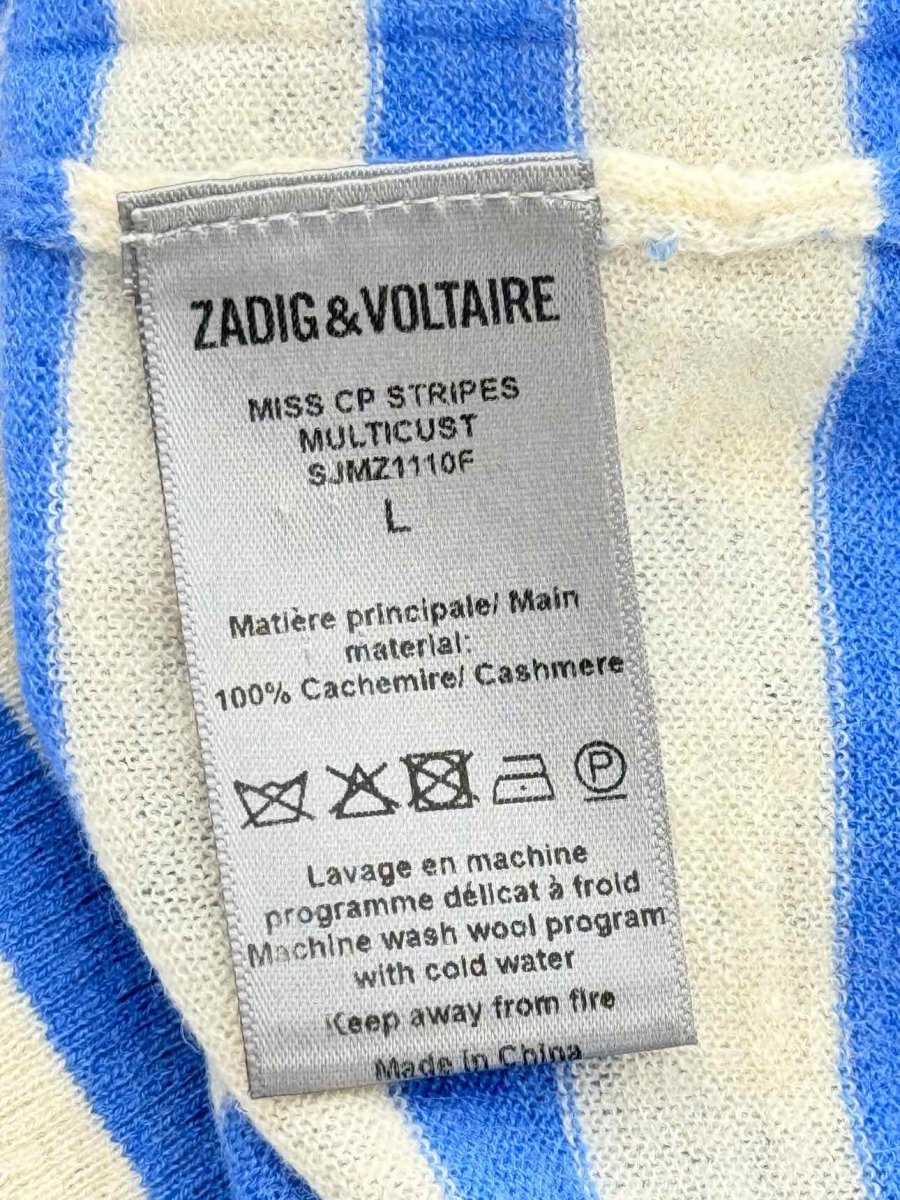 ZADIG&VOLTAIRE
MISS CP STRIPES
MULTICUST
SJMZ1110F
L
Matière principale/ Main
material:
100% Cachemire/ Cashmere
P
Lavage en machine
programme délicat à froid
Machine wash wool program
with cold water
Keep away from fire
Made in China